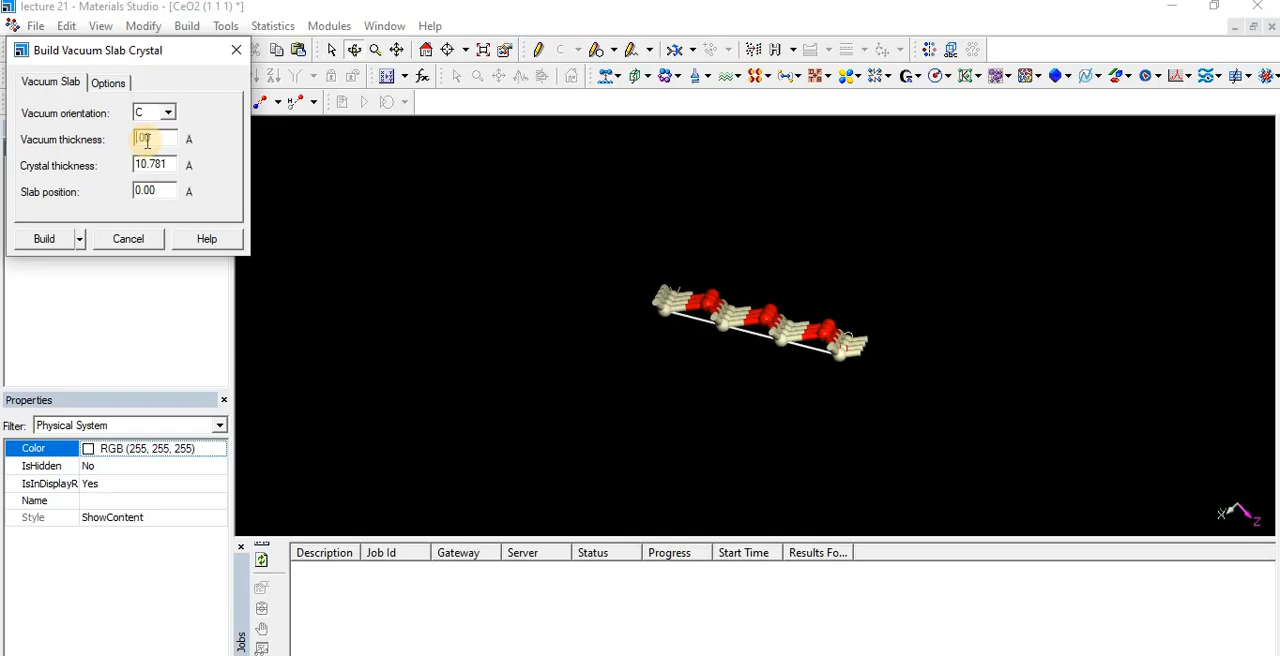 lecture 21 - Materials Studio - [CeO2 (1 1 1) *]
File Edit View Modify Build Tools Statistics Modules Window Help
Build Vacuum Slab Crystal
Vacuum Slab Options
Vacuum orientation: C
Vacuum thickness: Å
Crystal thickness: 10.781 Å
Slab position: 0.00 Å
Build Cancel Help
Properties
Filter: Physical System
Color RGB (255, 255, 255)
IsHidden No
IsInDisplayR Yes
Name
Style ShowContent
X Z
Description Job Id Gateway Server Status Progress Start Time Results Fo...
Jobs